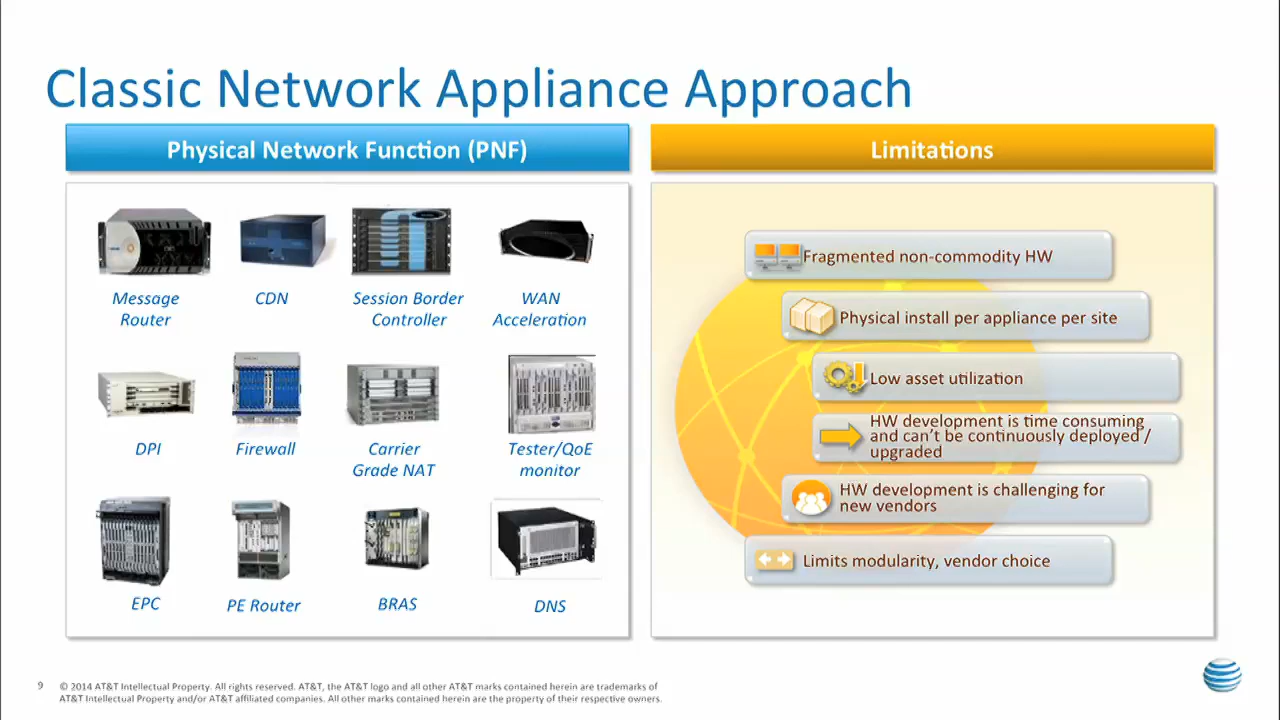 Classic Network Appliance Approach
Physical Network Function (PNF)
Message
Router
CDN
Session Border
Controller
WAN
Acceleration
DPI
Firewall
Carrier
Grade NAT
Tester/QoE
monitor
EPC
PE Router
BRAS
DNS
Limitations
Fragmented non-commodity HW
Physical install per appliance per site
Low asset utilization
HW development is time consuming
and can't be continuously deployed /
upgraded
HW development is challenging for
new vendors
Limits modularity, vendor choice
9
© 2014 AT&T Intellectual Property. All rights reserved. AT&T, the AT&T logo and all other AT&T marks contained herein are trademarks of
AT&T Intellectual Property and/or AT&T affiliated companies. All other marks contained herein are the property of their respective owners.